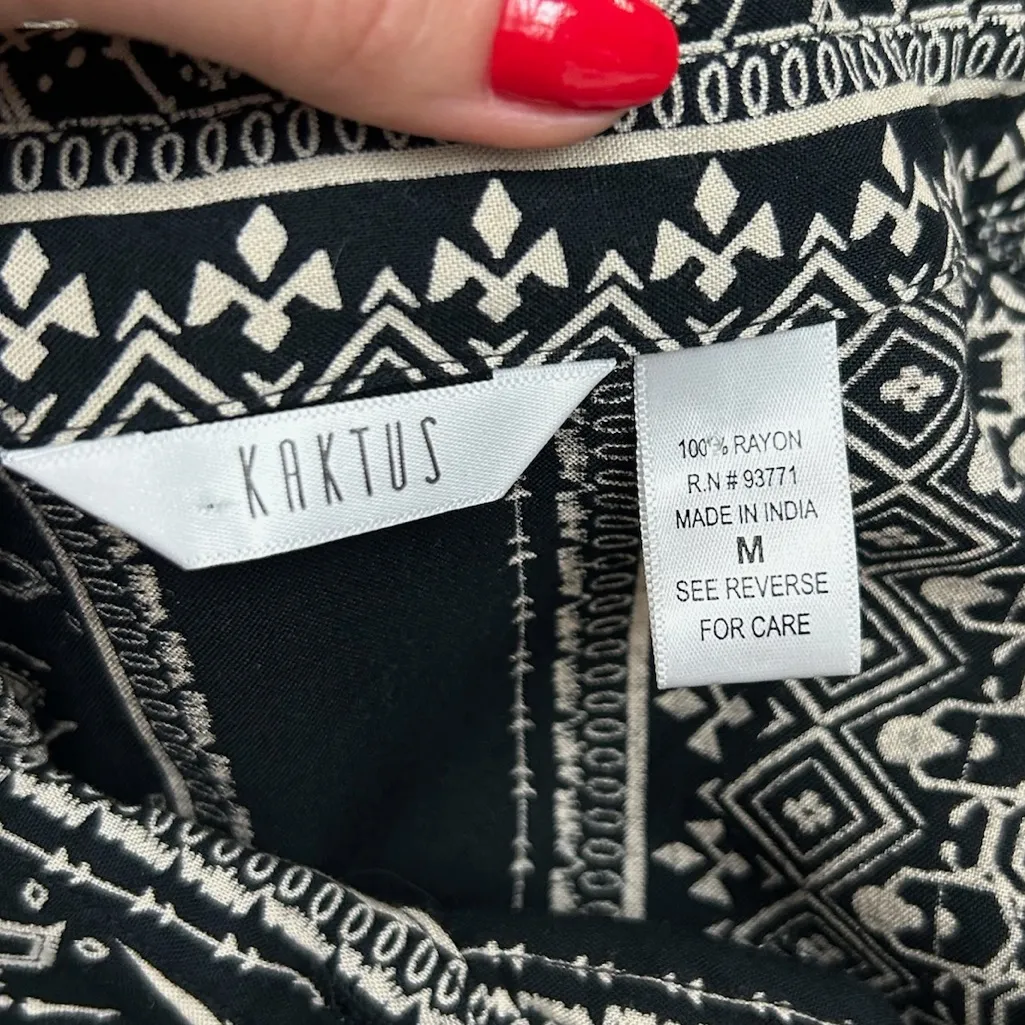 KAKTUS
100% RAYON
R.N # 93771
MADE IN INDIA
M
SEE REVERSE
FOR CARE